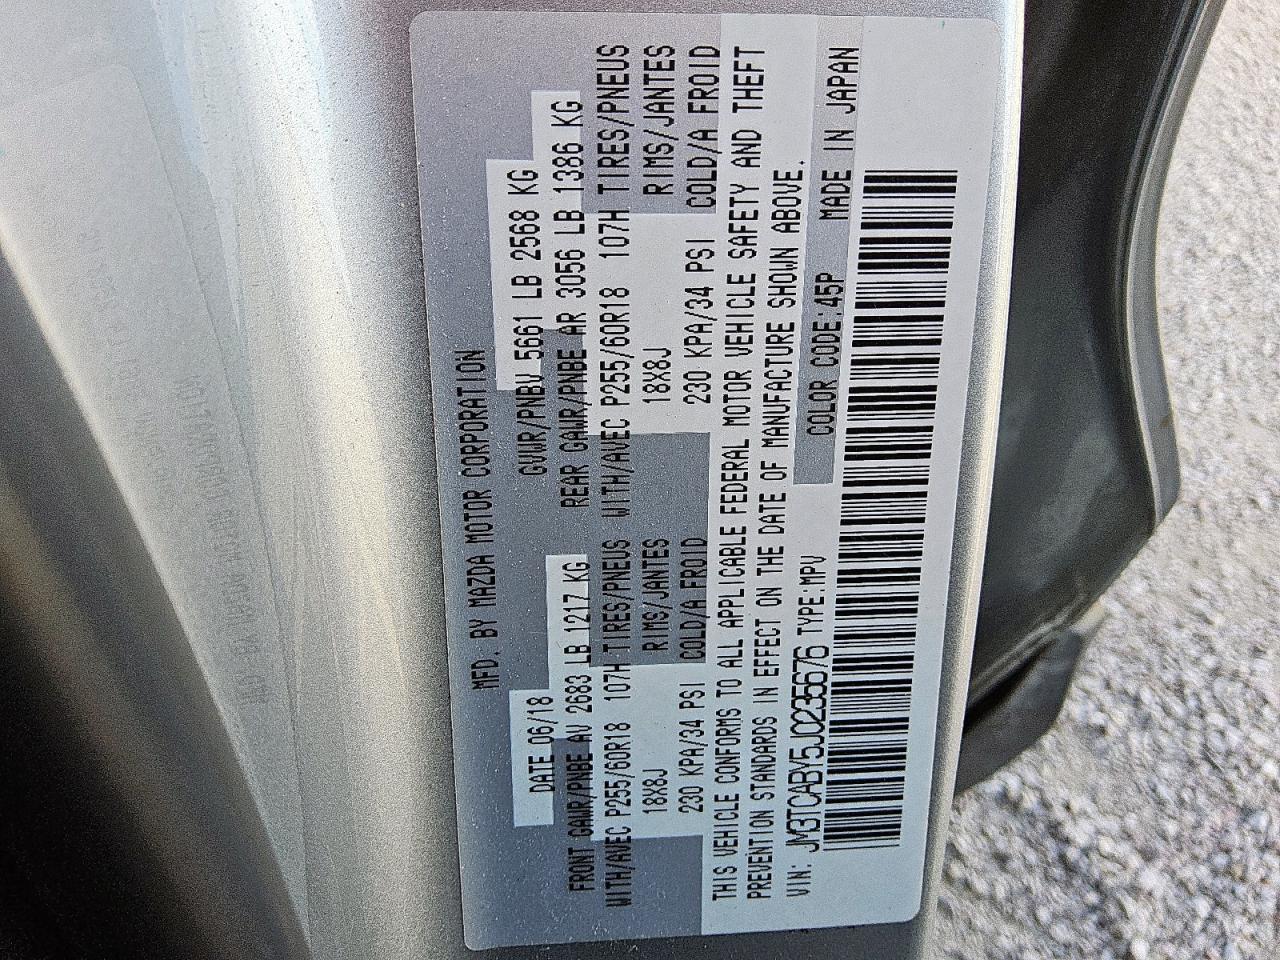 MFD. BY MAZDA MOTOR CORPORATION
DATE 06/18 GVWR/PNBV 5661 LB 2568 KG
FRONT GAWR/PNBE AV 2683 LB 1217 KG REAR GAWR/PNBE AR 3056 LB 1386 KG
WITH/AVEC P255/60R18 107H TIRES/PNEUS WITH/AVEC P255/60R18 107H TIRES/PNEUS
18X8J RIMS/JANTES 18X8J RIMS/JANTES
230 KPA/34 PSI COLD/A FROID 230 KPA/34 PSI COLD/A FROID
THIS VEHICLE CONFORMS TO ALL APPLICABLE FEDERAL MOTOR VEHICLE SAFETY AND THEFT
PREVENTION STANDARDS IN EFFECT ON THE DATE OF MANUFACTURE SHOWN ABOVE.
VIN: JM3TCABY5J0235676 TYPE:MPV COLOR CODE:45P MADE IN JAPAN